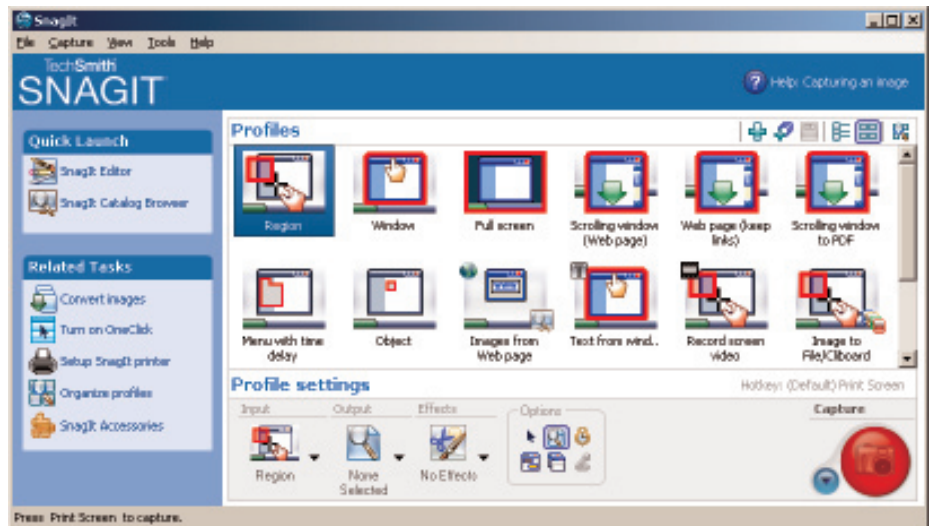 SnagIt
File Capture View Tools Help
TechSmith
SNAGIT
Help: Capturing an image
Quick Launch
SnagIt Editor
SnagIt Catalog Browser
Related Tasks
Convert images
Turn on OneClick
Setup SnagIt printer
Organize profiles
SnagIt Accessories
Profiles
Region
Window
Full screen
Scrolling window
(Web page)
Web page (keep
links)
Scrolling window
to PDF
Menu with time
delay
Object
Images from
Web page
Text from wind...
Record screen
video
Image to
File/Cliboard
Profile settings
Hotkey: (Default) Print Screen
Input
Output
Effects
Options
Capture
Region
None
Selected
No Effects
Press Print Screen to capture.